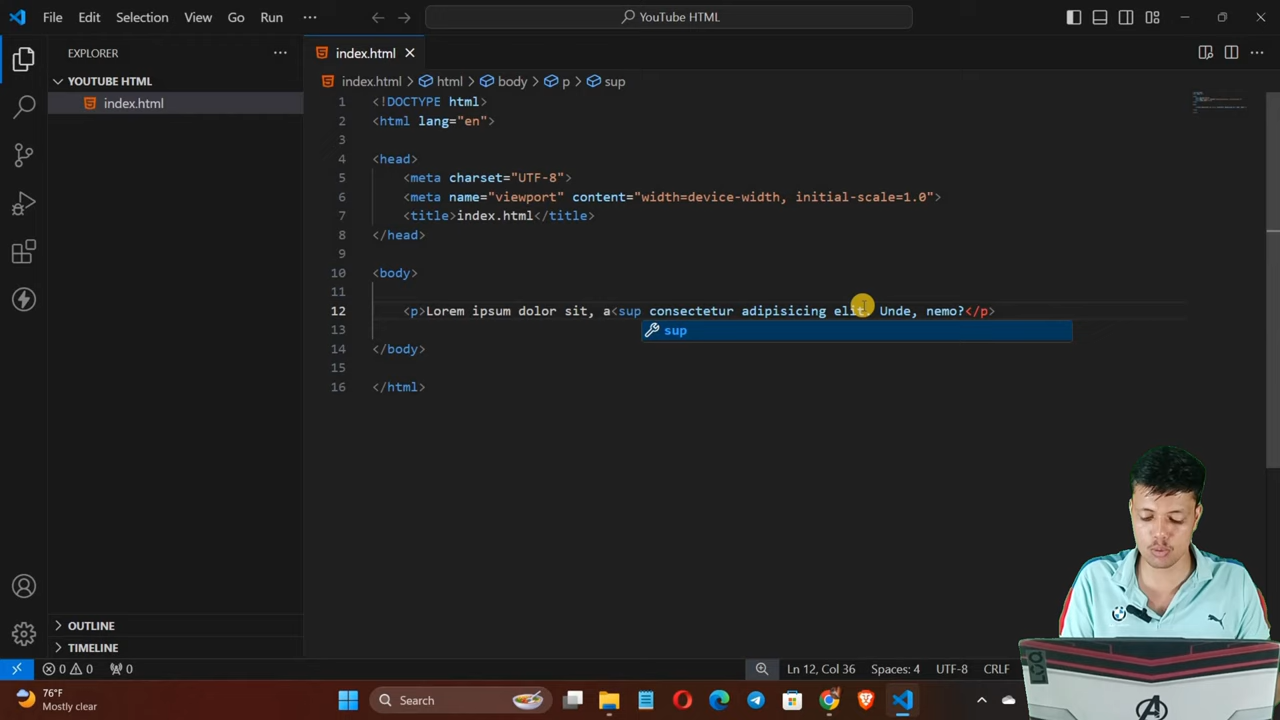 File Edit Selection View Go Run ··· YouTube HTML
EXPLORER ···
YOUTUBE HTML
index.html
index.html
index.html > html > body > p > sup
1 <!DOCTYPE html>
2 <html lang="en">
3
4 <head>
5 <meta charset="UTF-8">
6 <meta name="viewport" content="width=device-width, initial-scale=1.0">
7 <title>index.html</title>
8 </head>
9
10 <body>
11
12 <p>Lorem ipsum dolor sit, a<sup consectetur adipisicing elit. Unde, nemo?</p>
sup
13
14 </body>
15
16 </html>
OUTLINE
TIMELINE
0 0 0 Ln 12, Col 36 Spaces: 4 UTF-8 CRLF
76°F
Mostly clear
Search